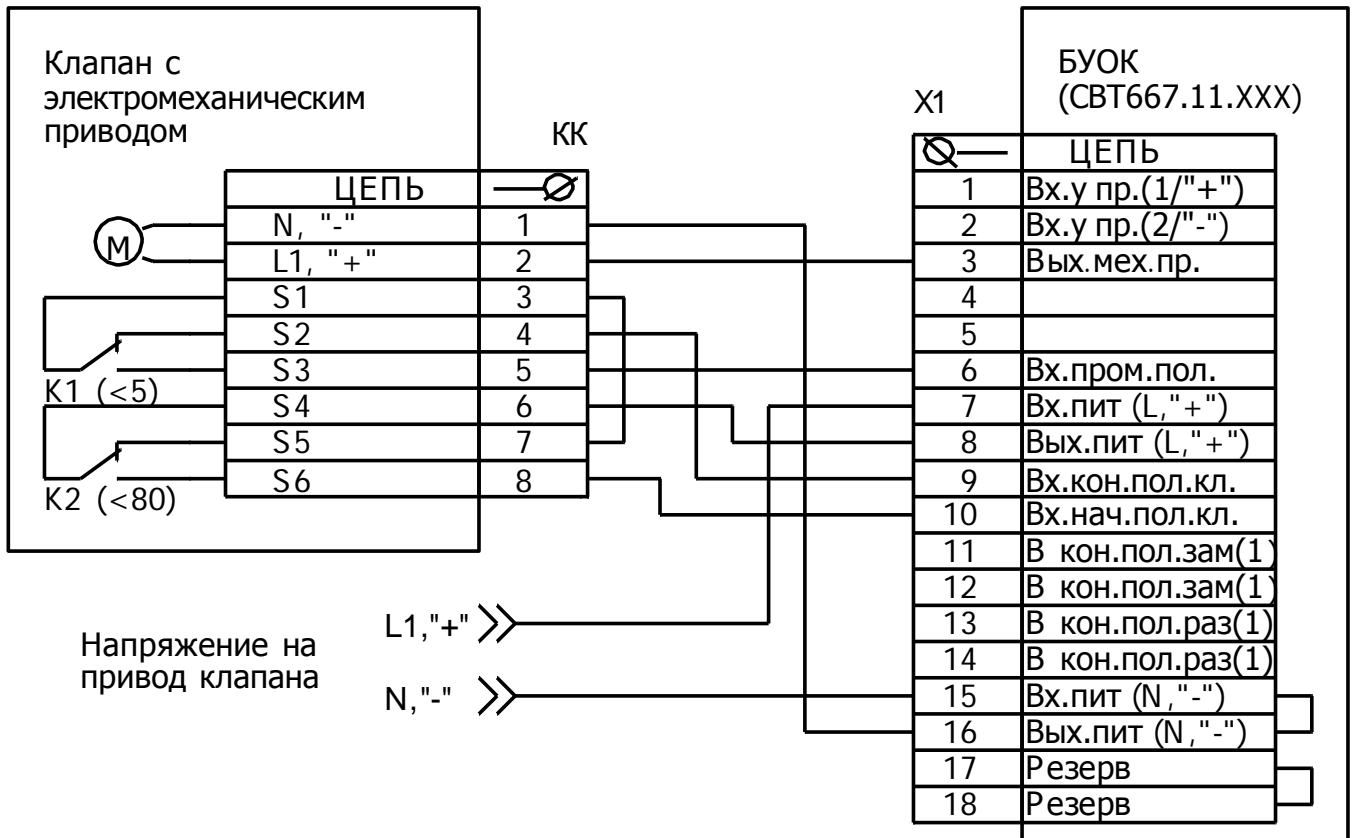 Клапан с
электромеханическим
приводом
КК
ЦЕПЬ
N, "-" 1
L1, "+" 2
S1 3
S2 4
S3 5
S4 6
S5 7
S6 8
М
К1 (<5)
К2 (<80)
Напряжение на
привод клапана
L1,"+"
N,"-"
X1
БУОК
(СВТ667.11.ХХХ)
ЦЕПЬ
1 Вх.у пр.(1/"+")
2 Вх.у пр.(2/"-")
3 Вых.мех.пр.
4
5
6 Вх.пром.пол.
7 Вх.пит (L,"+")
8 Вых.пит (L,"+")
9 Вх.кон.пол.кл.
10 Вх.нач.пол.кл.
11 В кон.пол.зам(1)
12 В кон.пол.зам(1)
13 В кон.пол.раз(1)
14 В кон.пол.раз(1)
15 Вх.пит (N,"-")
16 Вых.пит (N,"-")
17 Резерв
18 Резерв